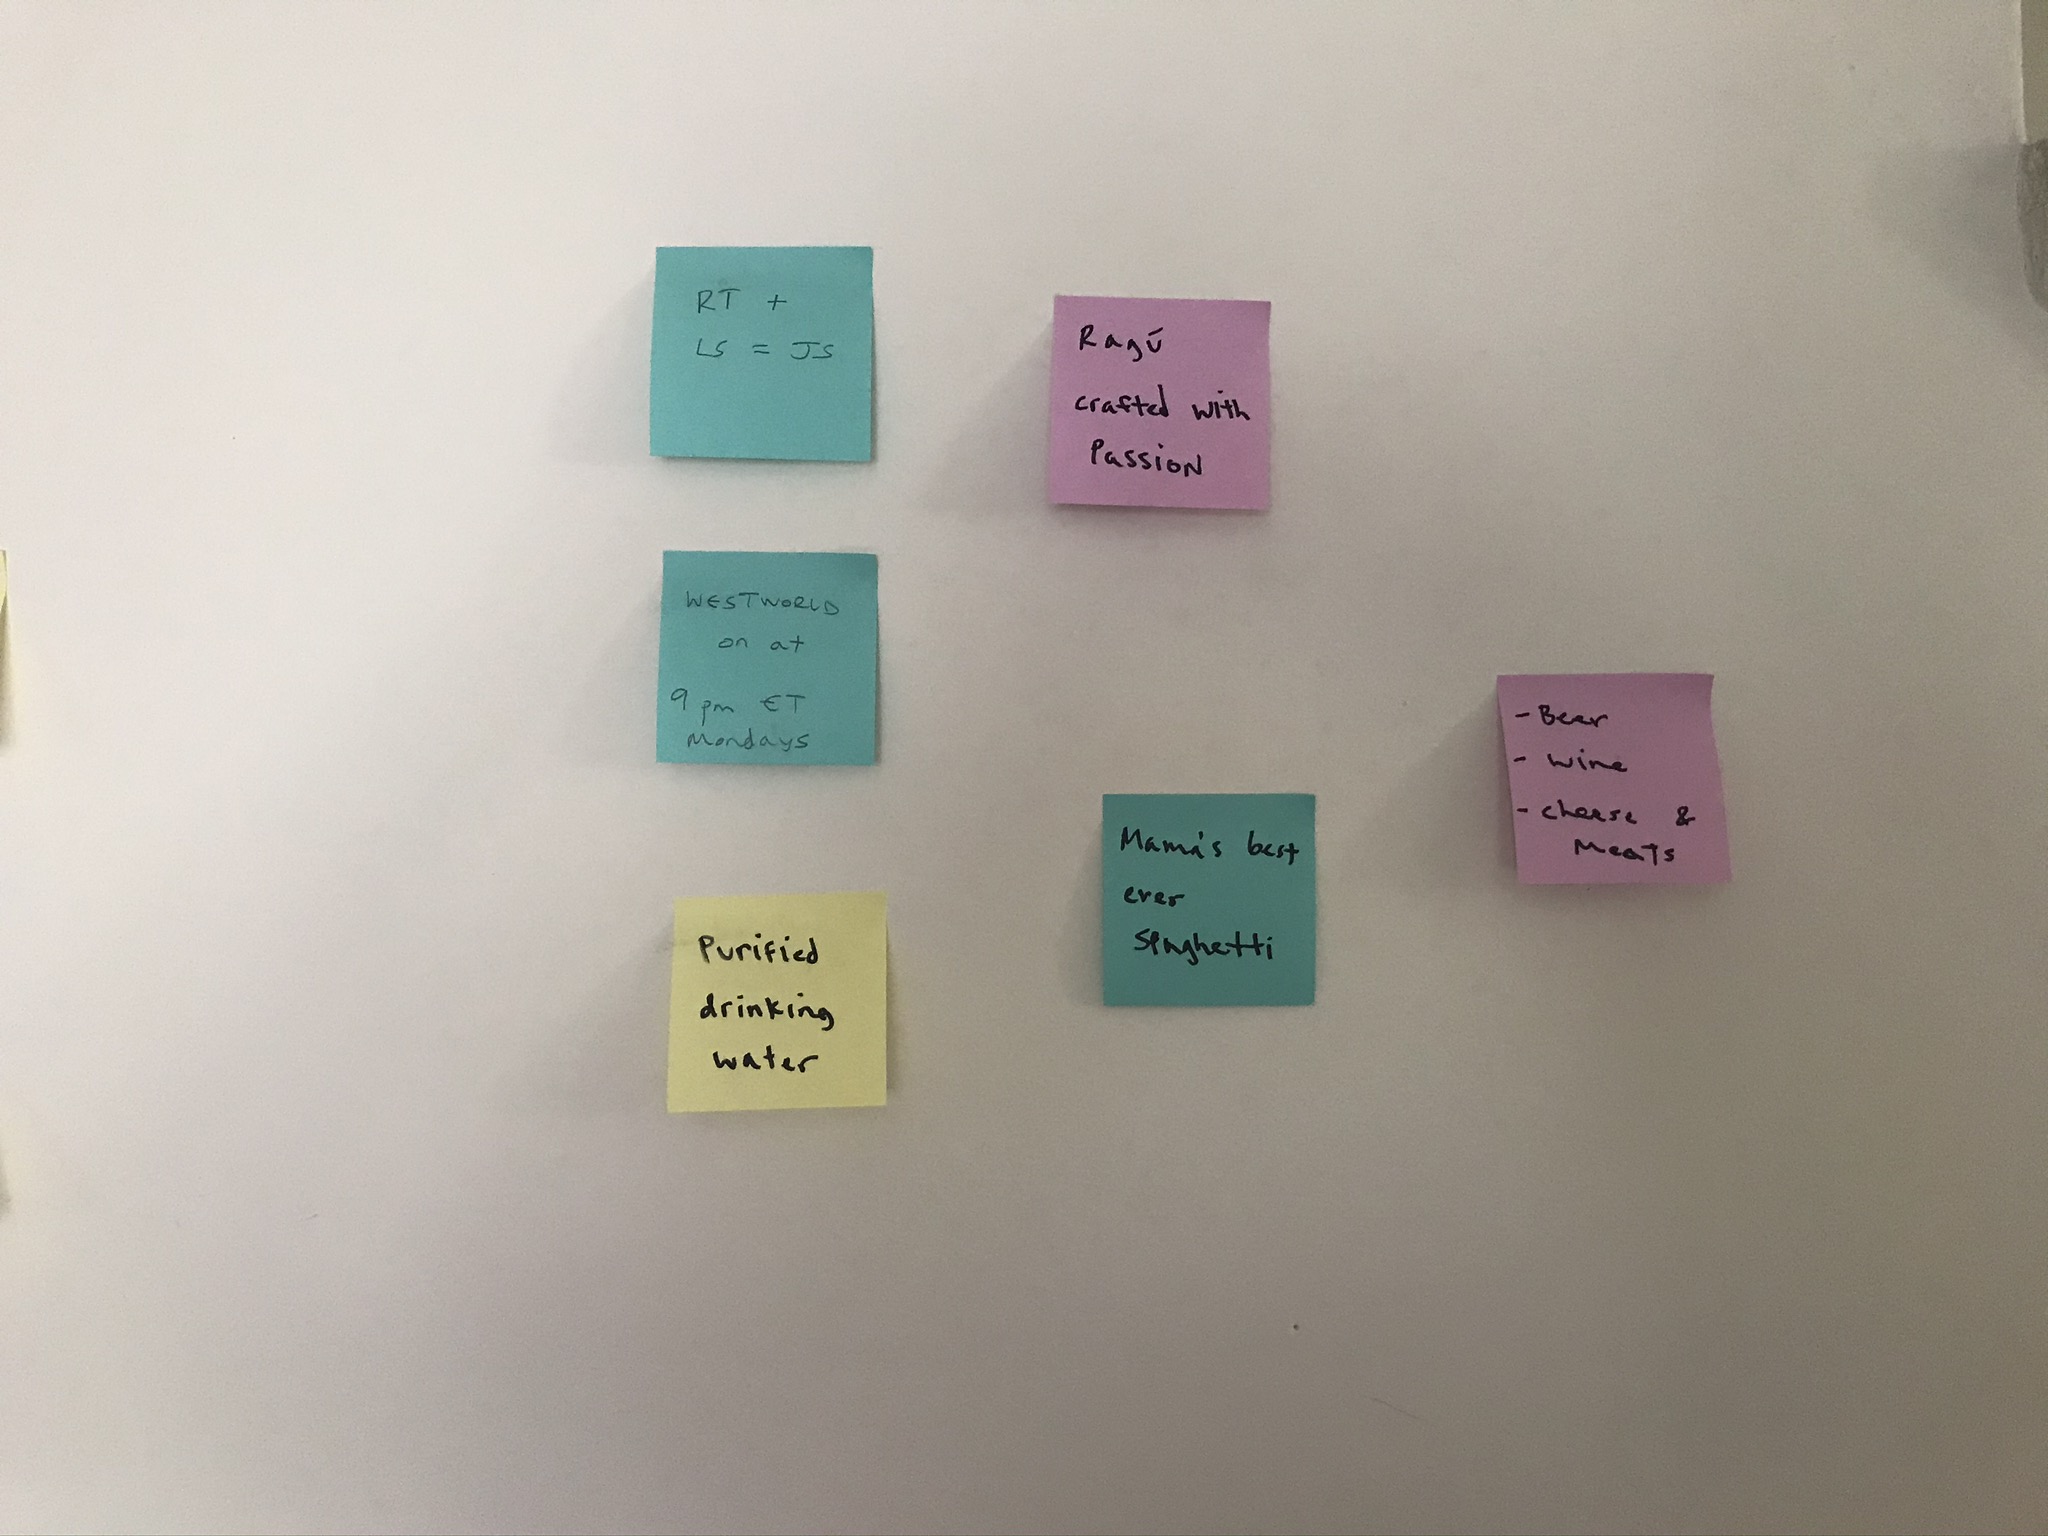 RT +
LS = JS
Ragú
crafted with
Passion
WESTWORLD
on at
9 pm ET
Mondays
- Beer
- wine
- cheese &
Meats
Mama's best
ever
Spaghetti
Purified
drinking
water